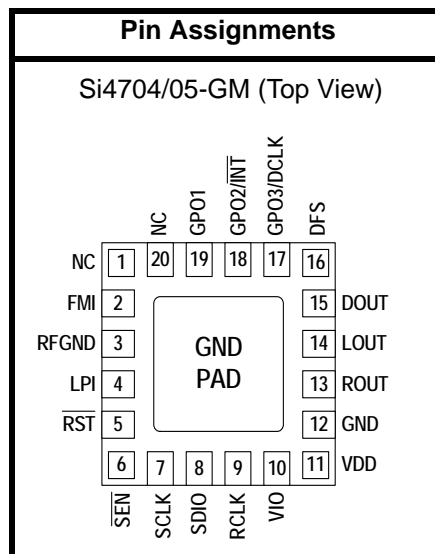 Pin Assignments
Si4704/05-GM (Top View)
NC
GPO1
GPO2/INT
GPO3/DCLK
DFS
NC 1 20 19 18 17 16
FMI 2 15 DOUT
RFGND 3 GND 14 LOUT
LPI 4 PAD 13 ROUT
RST 5 12 GND
6 7 8 9 10 11 VDD
SEN
SCLK
SDIO
RCLK
VIO